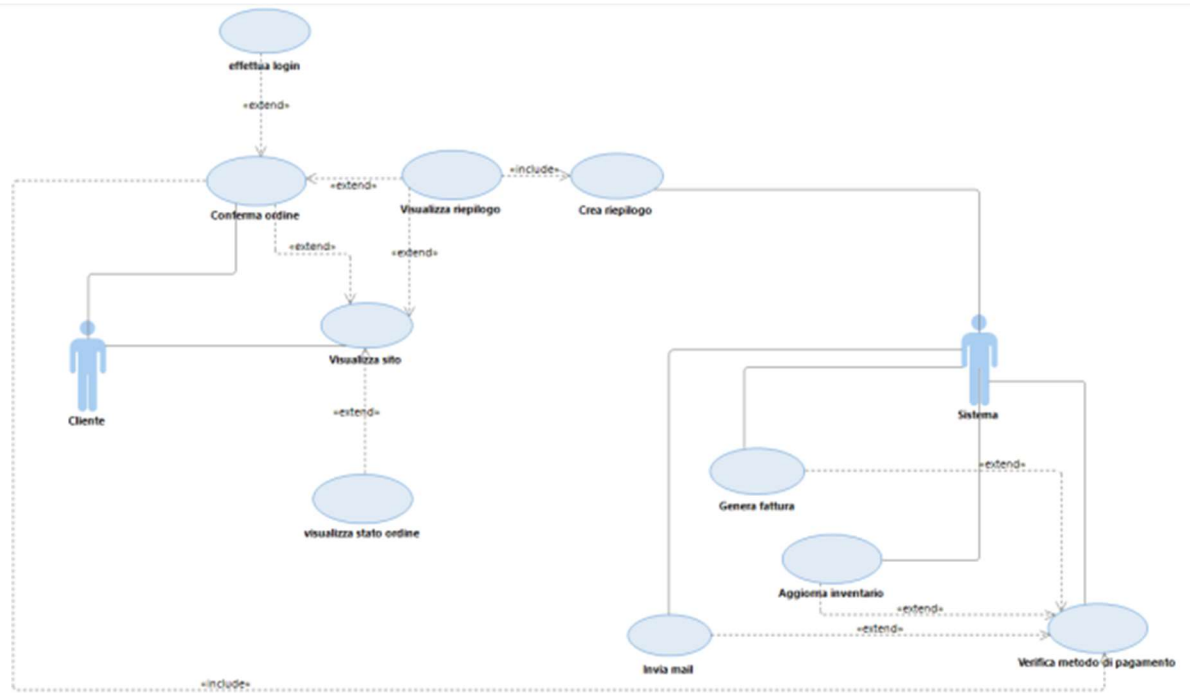 effettua login
«extend»
«include»
«extend»
Visualizza riepilogo
Crea riepilogo
Conferma ordine
«extend»
«extend»
Visualizza sito
«extend»
Cliente
Sistema
«extend»
Genera fattura
visualizza stato ordine
Aggiorna inventario
«extend»
«extend»
Invia mail
Verifica metodo di pagamento
«include»